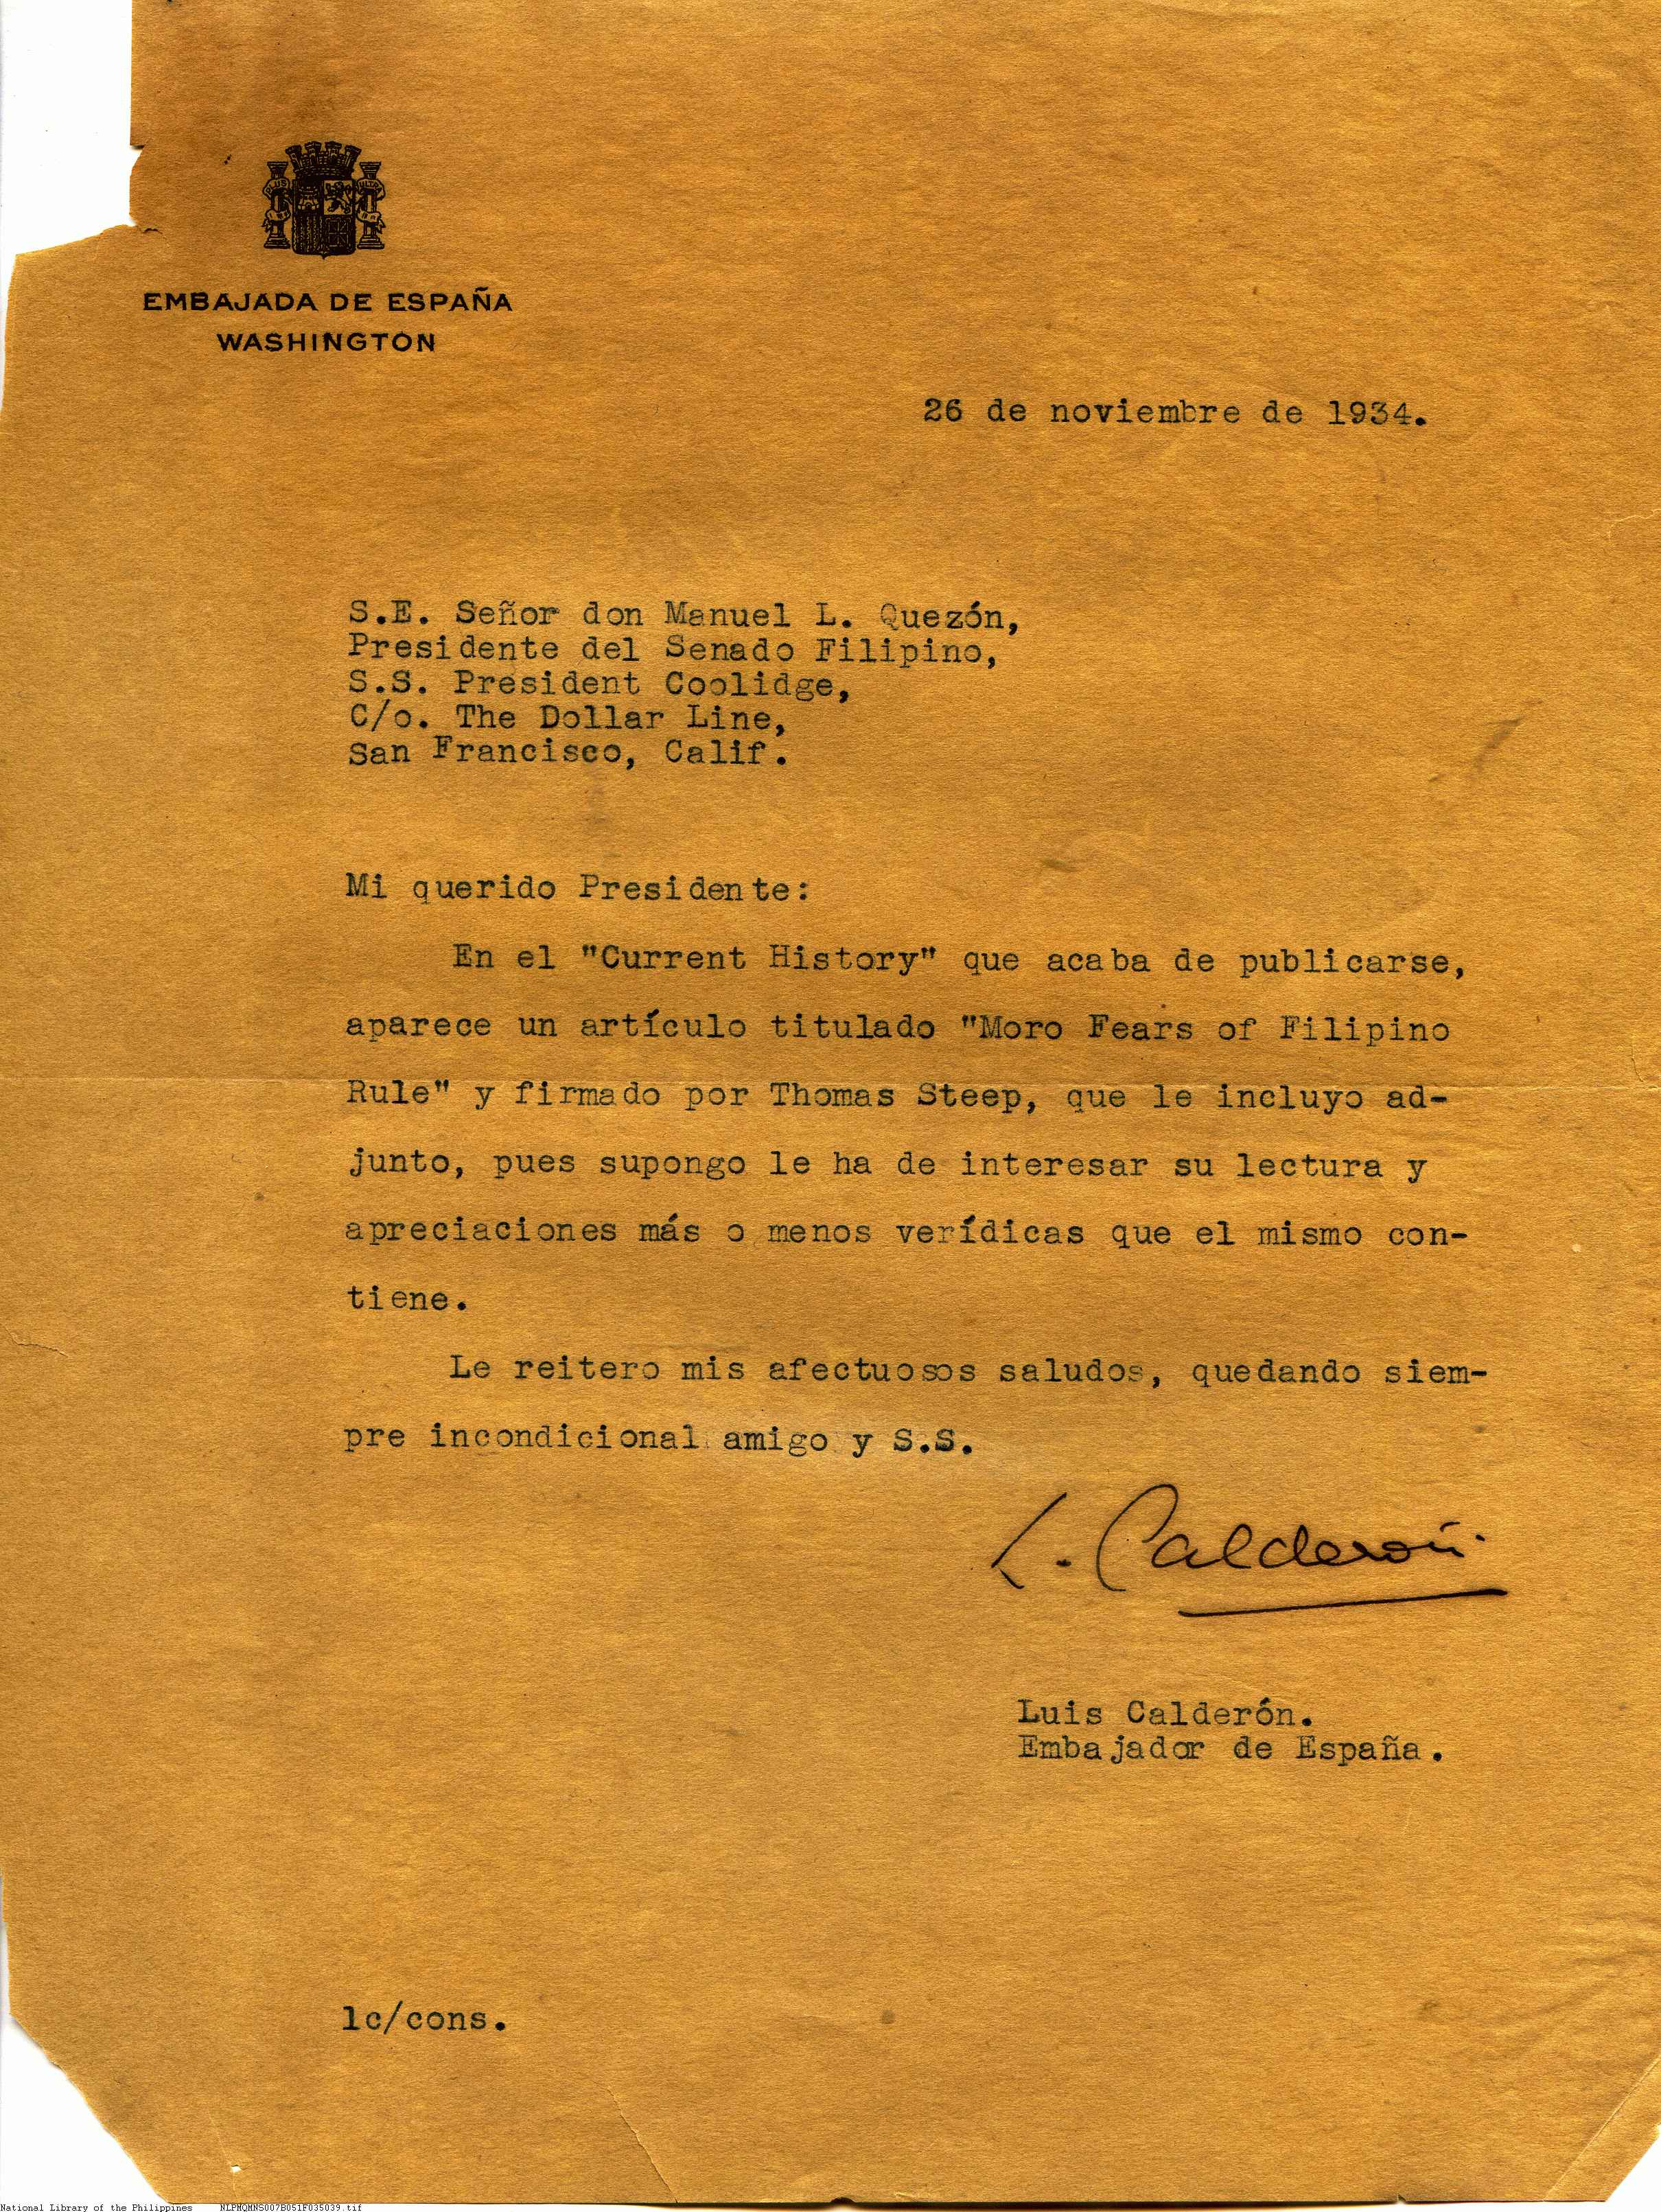 PLUS ULTRA
EMBAJADA DE ESPAÑA
WASHINGTON
26 de noviembre de 1934.
S.E. Señor don Manuel L. Quezón,
Presidente del Senado Filipino,
S.S. President Coolidge,
C/o. The Dollar Line,
San Francisco, Calif.
Mi querido Presidente:
En el "Current History" que acaba de publicarse,
aparece un artículo titulado "Moro Fears of Filipino
Rule" y firmado por Thomas Steep, que le incluyo ad-
junto, pues supongo le ha de interesar su lectura y
apreciaciones más o menos verídicas que el mismo con-
tiene.
Le reitero mis afectuosos saludos, quedando siem-
pre incondicional amigo y S.S.
L. Calderón
Luis Calderón.
Embajador de España.
lc/cons.
National Library of the Philippines NLPMQMNS007B051F035039.tif